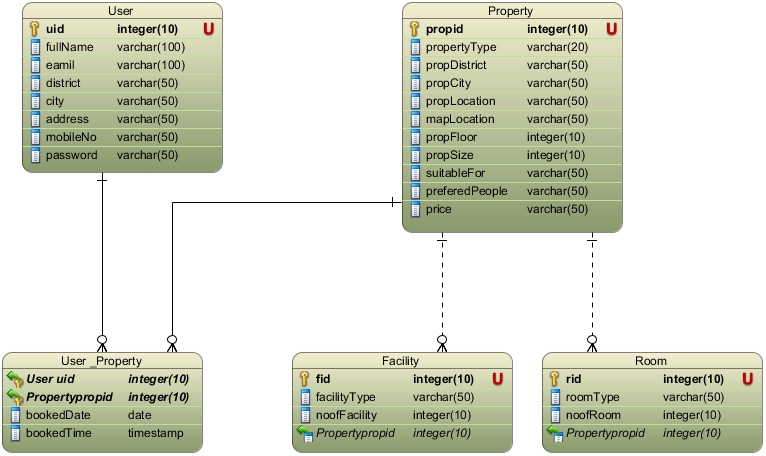 User
uid integer(10) U
fullName varchar(100)
eamil varchar(100)
district varchar(50)
city varchar(50)
address varchar(50)
mobileNo varchar(50)
password varchar(50)
Property
propid integer(10) U
propertyType varchar(20)
propDistrict varchar(50)
propCity varchar(50)
propLocation varchar(50)
mapLocation varchar(50)
propFloor integer(10)
propSize integer(10)
suitableFor varchar(50)
preferedPeople varchar(50)
price varchar(50)
User _Property
User uid integer(10)
Propertypropid integer(10)
bookedDate date
bookedTime timestamp
Facility
fid integer(10) U
facilityType varchar(50)
noofFacility integer(10)
Propertypropid integer(10)
Room
rid integer(10) U
roomType varchar(50)
noofRoom integer(10)
Propertypropid integer(10)